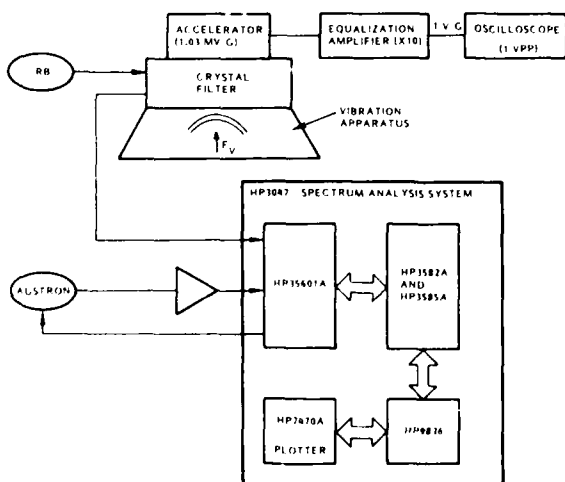 ACCELERATOR
(1.03 MV G)
EQUALIZATION
AMPLIFIER (X10)
1 V G
OSCILLOSCOPE
(1 VPP)
RB
CRYSTAL
FILTER
VIBRATION
APPARATUS
FV
HP3047 SPECTRUM ANALYSIS SYSTEM
HP35601A
HP3582A
AND
HP3585A
AUSTRON
HP7470A
PLOTTER
HP9836